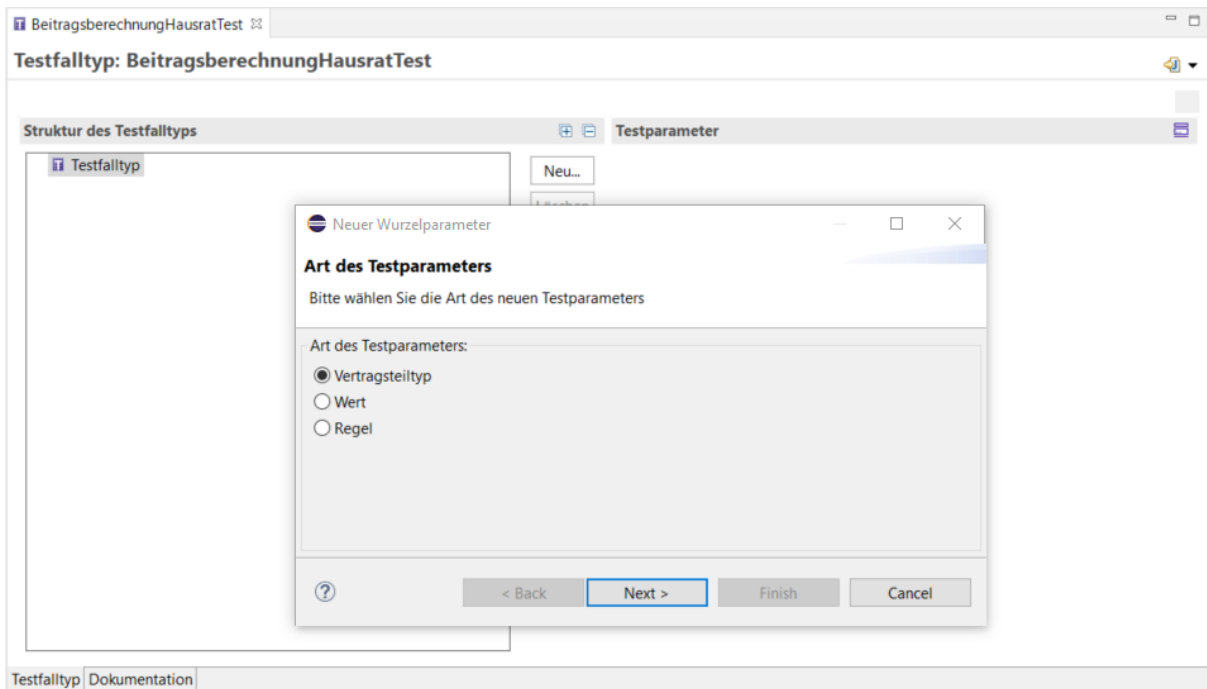 BeitragsberechnungHausratTest
Testfalltyp: BeitragsberechnungHausratTest
Struktur des Testfalltyps
Testparameter
Testfalltyp
Neu...
Neuer Wurzelparameter
Art des Testparameters
Bitte wählen Sie die Art des neuen Testparameters
Art des Testparameters:
Vertragsteiltyp
Wert
Regel
< Back Next > Finish Cancel
Testfalltyp Dokumentation